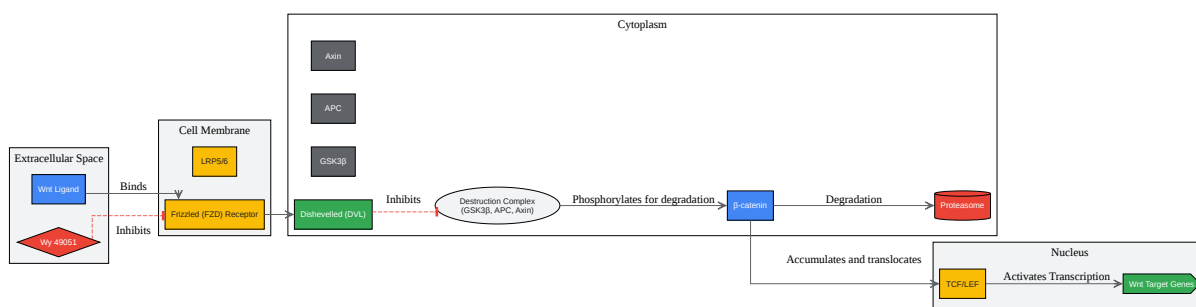 Cytoplasm
Axin
APC
Cell Membrane
Extracellular Space
LRP5/6
GSK3β
Wnt Ligand
Binds
Frizzled (FZD) Receptor
Dishevelled (DVL)
Inhibits
Destruction Complex
(GSK3β, APC, Axin)
Phosphorylates for degradation
β-catenin
Degradation
Proteasome
Wy 49051
Inhibits
Accumulates and translocates
Nucleus
TCF/LEF
Activates Transcription
Wnt Target Genes